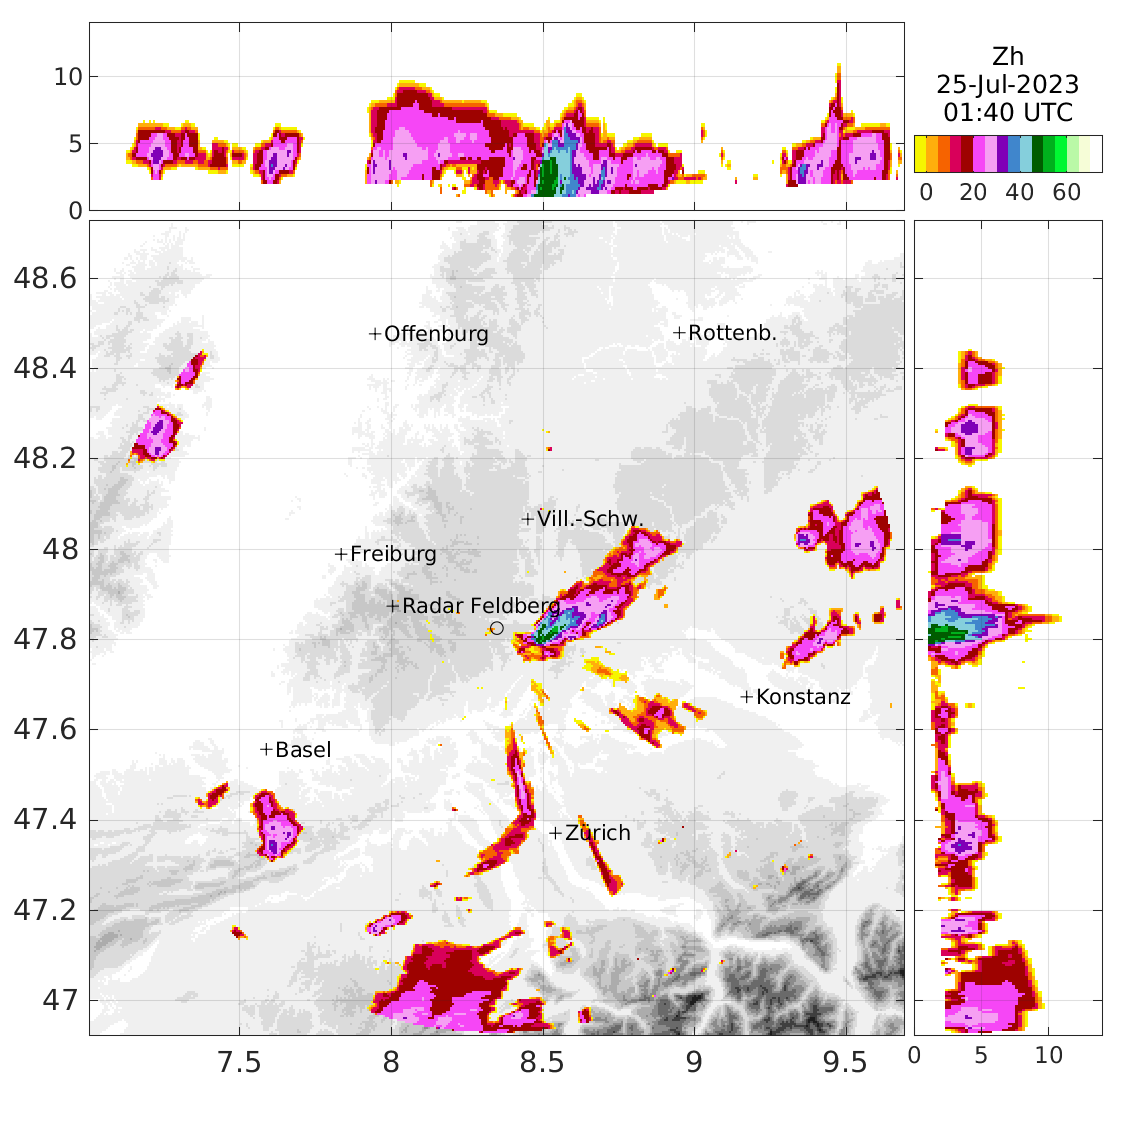 10
5
0
Zh
25-Jul-2023
01:40 UTC
0 20 40 60
48.6
48.4
48.2
48
47.8
47.6
47.4
47.2
47
Offenburg
Rottenb.
Vill.-Schw.
Freiburg
Radar Feldberg
Konstanz
Basel
Zürich
7.5 8 8.5 9 9.5
0 5 10